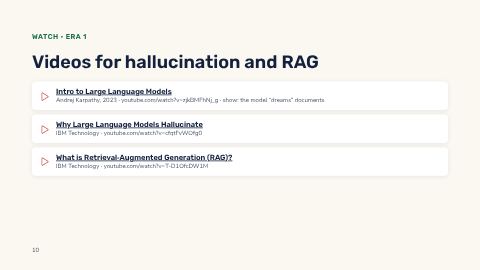 WATCH · ERA 1
Videos for hallucination and RAG
Intro to Large Language Models
Andrej Karpathy, 2023 · youtube.com/watch?v=zjkBMFhNj_g · show: the model "dreams" documents
Why Large Language Models Hallucinate
IBM Technology · youtube.com/watch?v=cfqtFvWOfg0
What is Retrieval-Augmented Generation (RAG)?
IBM Technology · youtube.com/watch?v=T-D1OfcDW1M
10